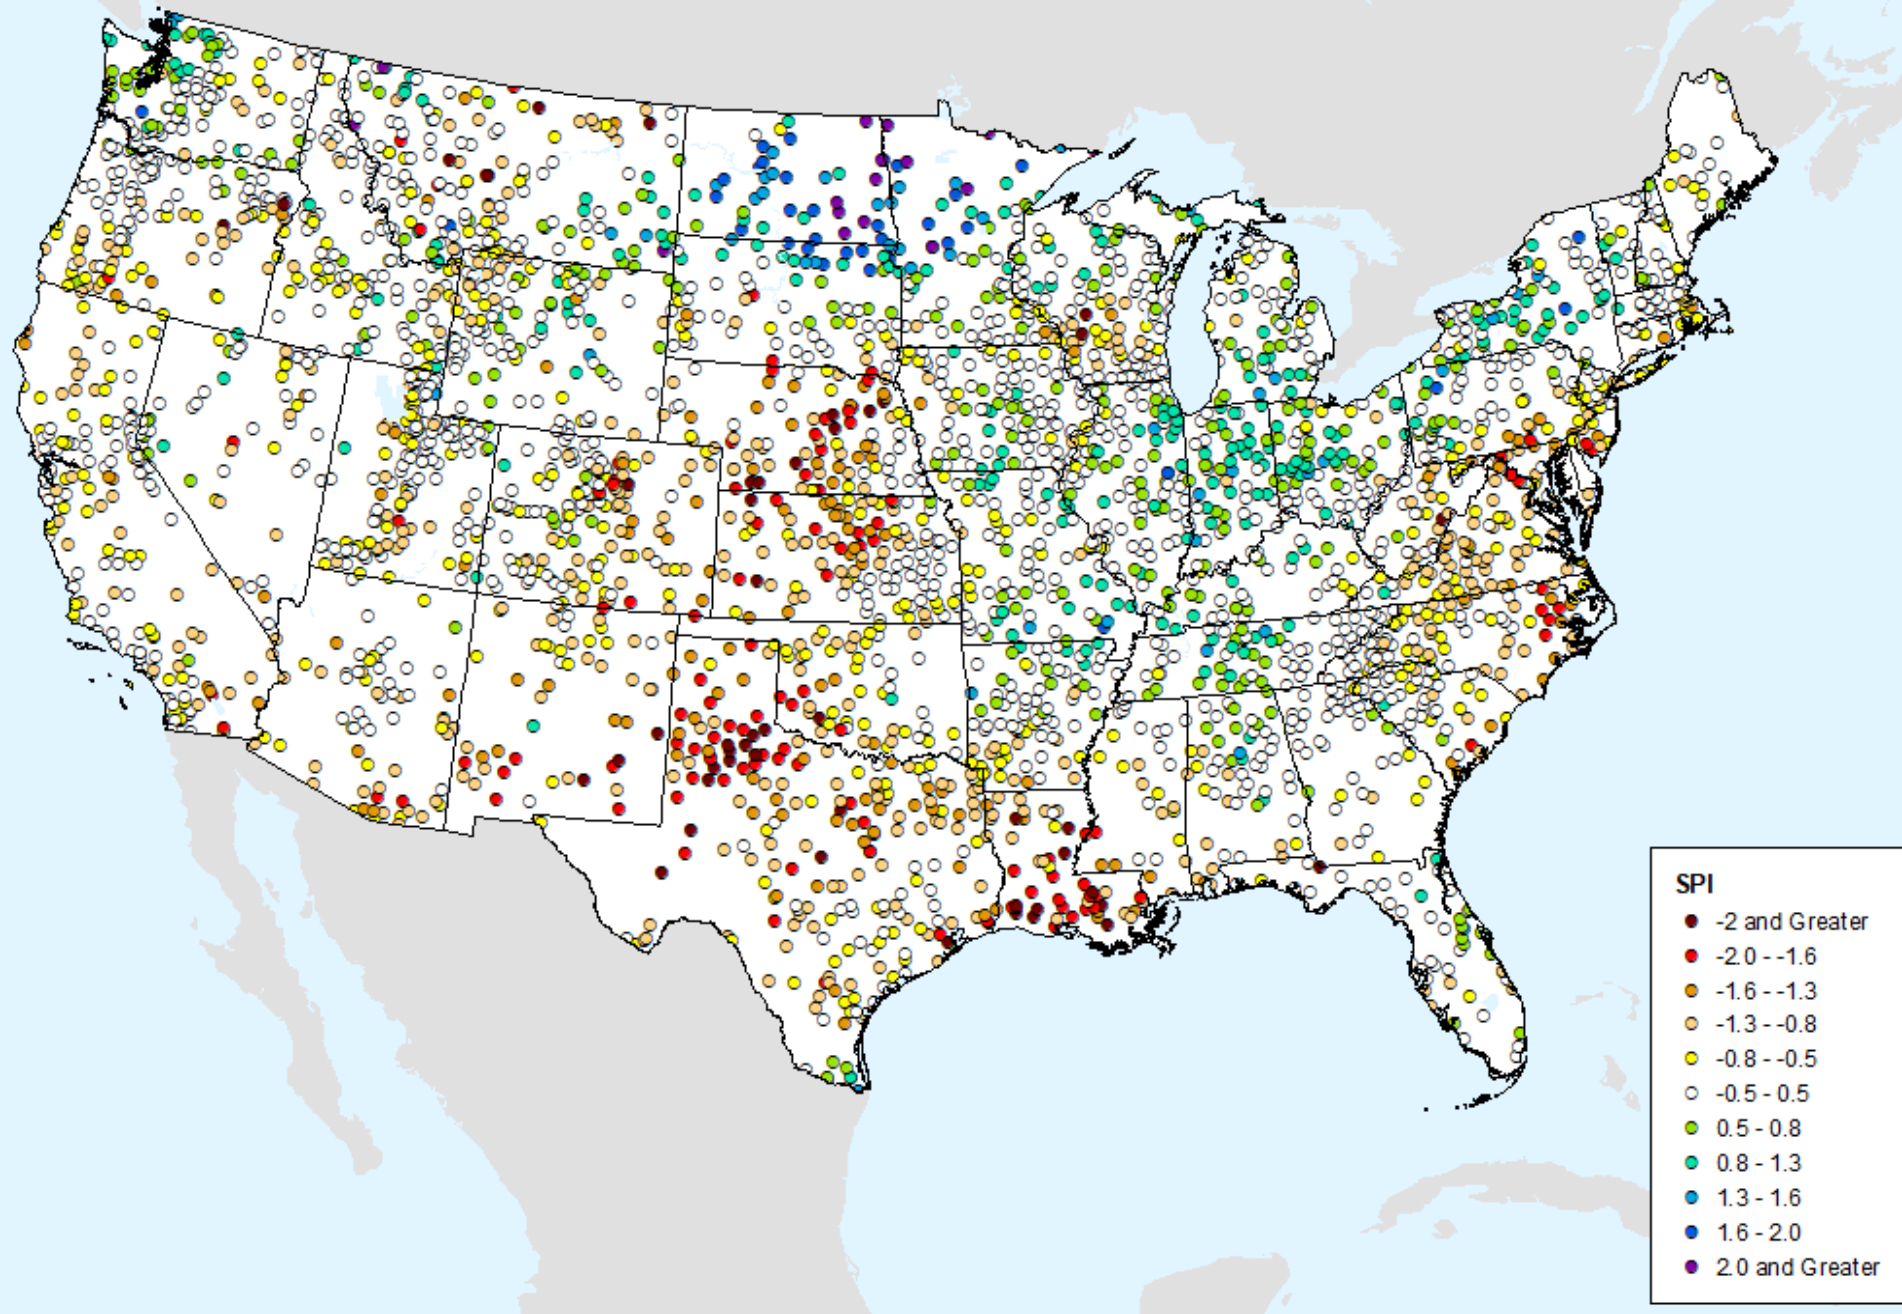 SPI
-2 and Greater
-2.0 - -1.6
-1.6 - -1.3
-1.3 - -0.8
-0.8 - -0.5
-0.5 - 0.5
0.5 - 0.8
0.8 - 1.3
1.3 - 1.6
1.6 - 2.0
2.0 and Greater